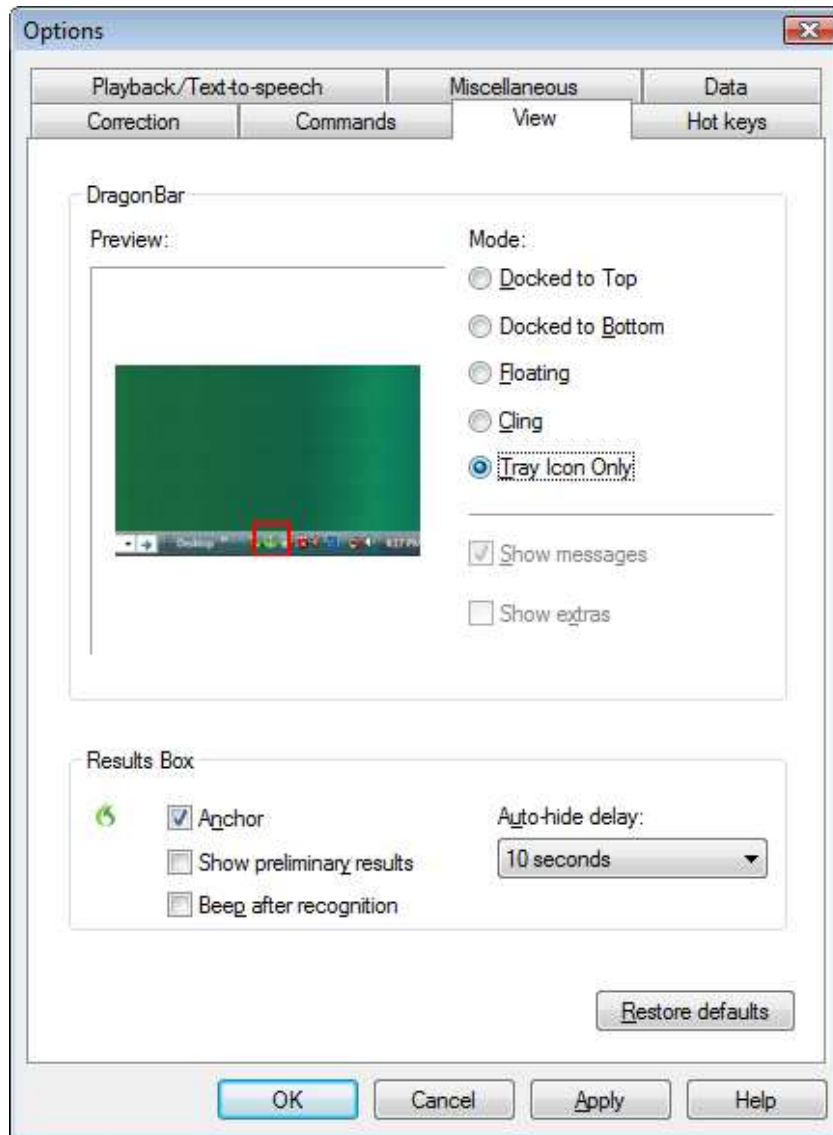 Options
Playback/Text-to-speech Miscellaneous Data
Correction Commands View Hot keys
DragonBar
Preview:
Mode:
Docked to Top
Docked to Bottom
Floating
Cling
Tray Icon Only
Desktop
Show messages
Show extras
Results Box
Anchor
Show preliminary results
Beep after recognition
Auto-hide delay:
10 seconds
Restore defaults
OK Cancel Apply Help